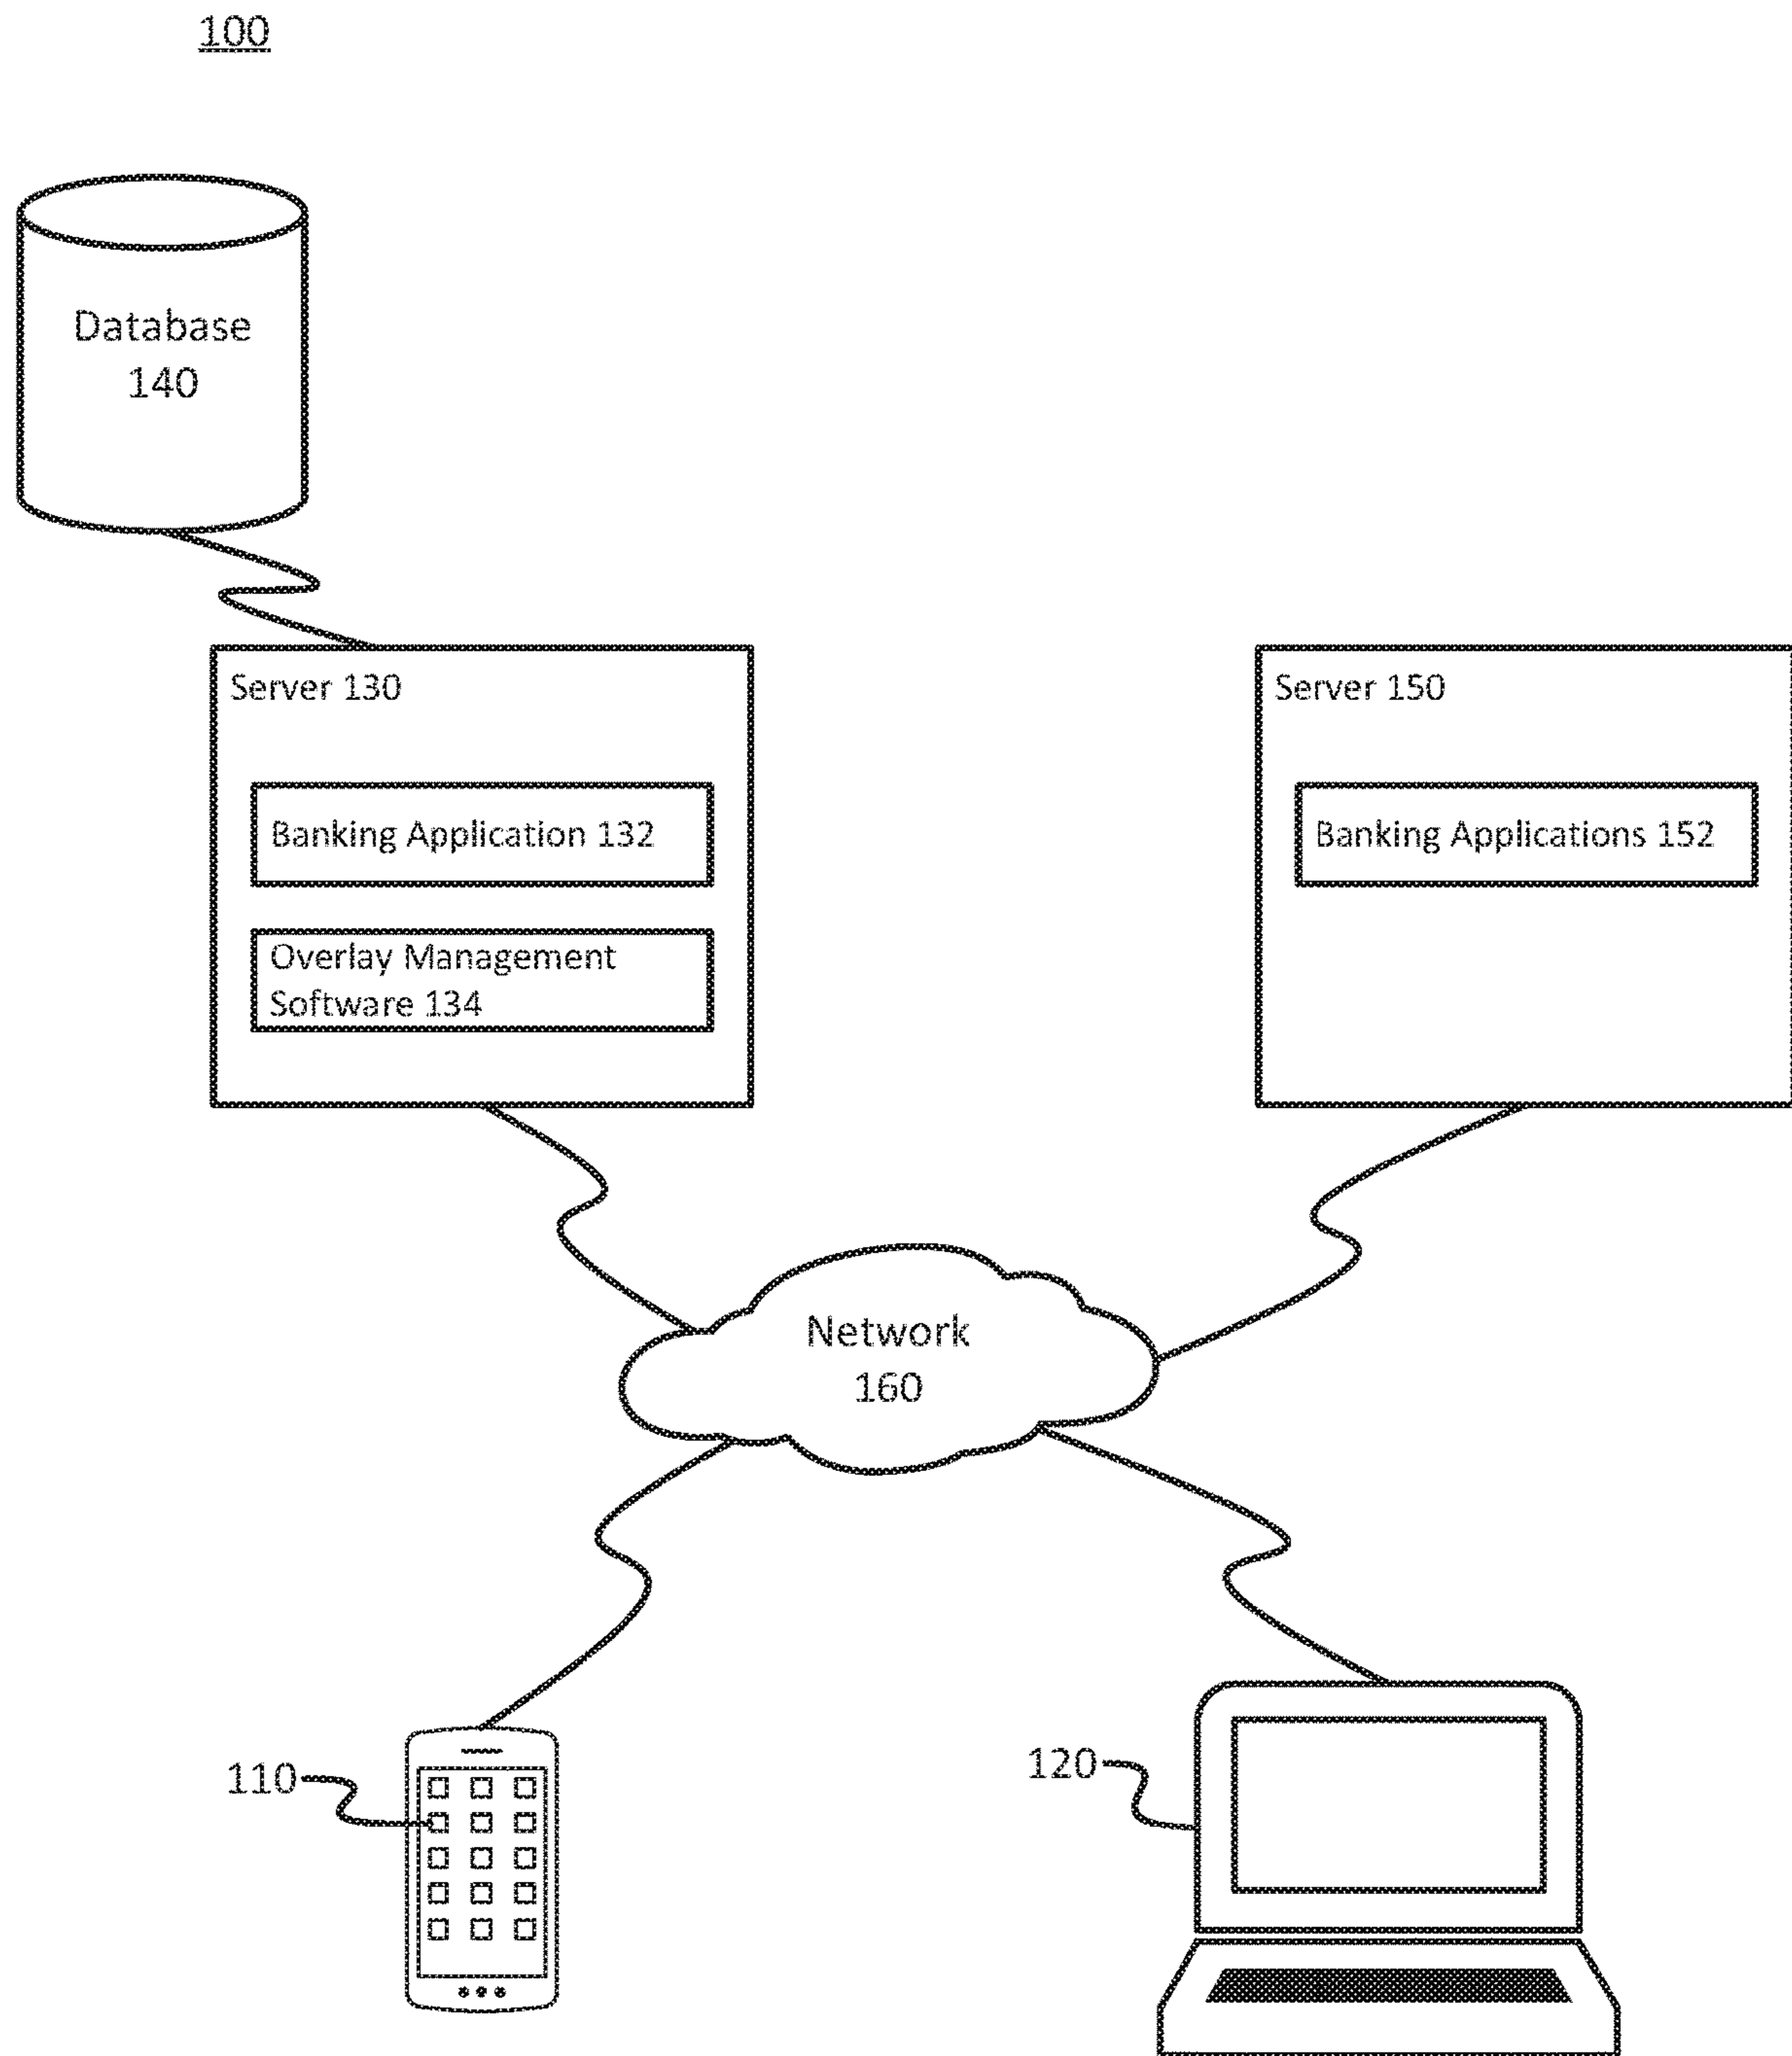 100
Database
140
Server 130
Banking Application 132
Overlay Management
Software 134
Server 150
Banking Applications 152
Network
160
110
120